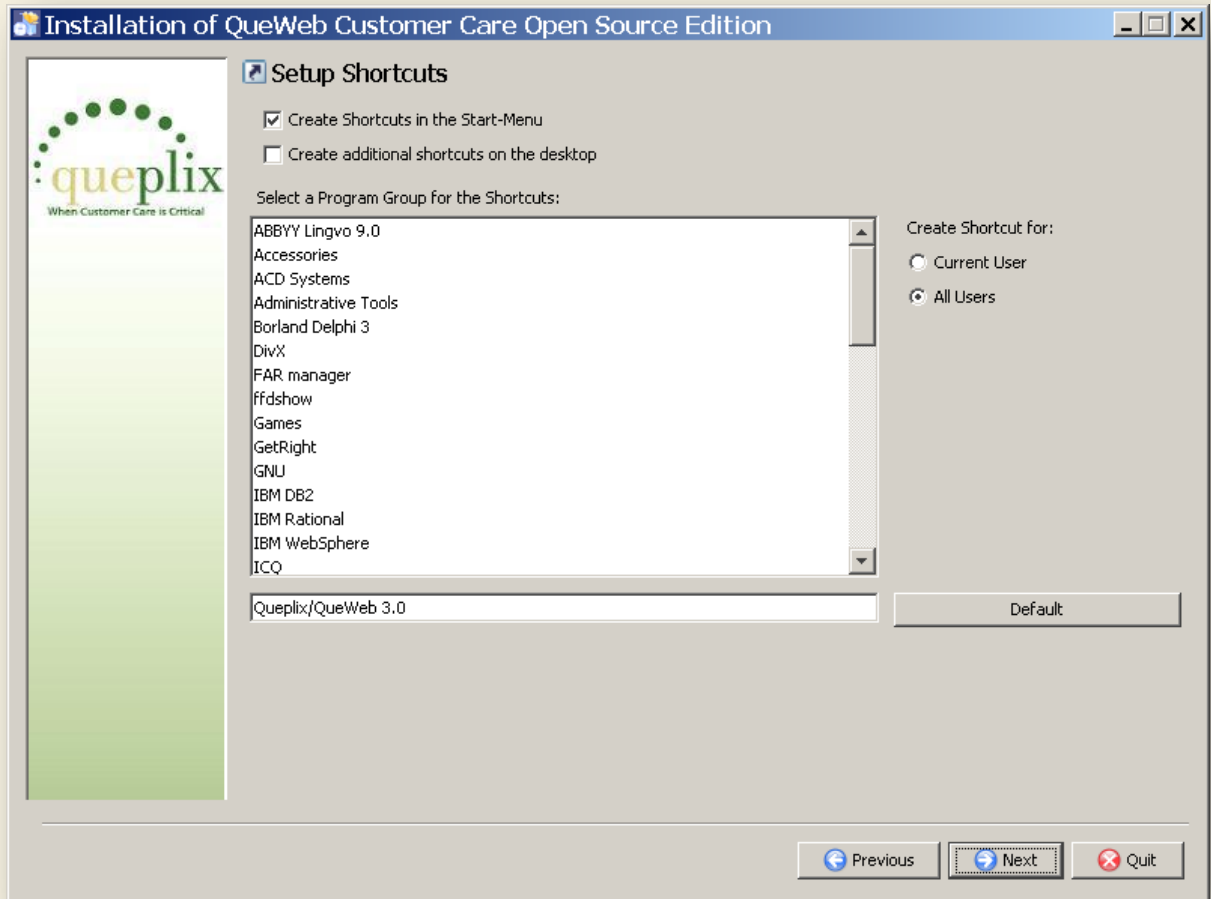 Installation of QueWeb Customer Care Open Source Edition
queplix
When Customer Care is Critical
Setup Shortcuts
Create Shortcuts in the Start-Menu
Create additional shortcuts on the desktop
Select a Program Group for the Shortcuts:
ABBYY Lingvo 9.0
Accessories
ACD Systems
Administrative Tools
Borland Delphi 3
DivX
FAR manager
ffdshow
Games
GetRight
GNU
IBM DB2
IBM Rational
IBM WebSphere
ICQ
Create Shortcut for:
Current User
All Users
Queplix/QueWeb 3.0
Default
Previous
Next
Quit